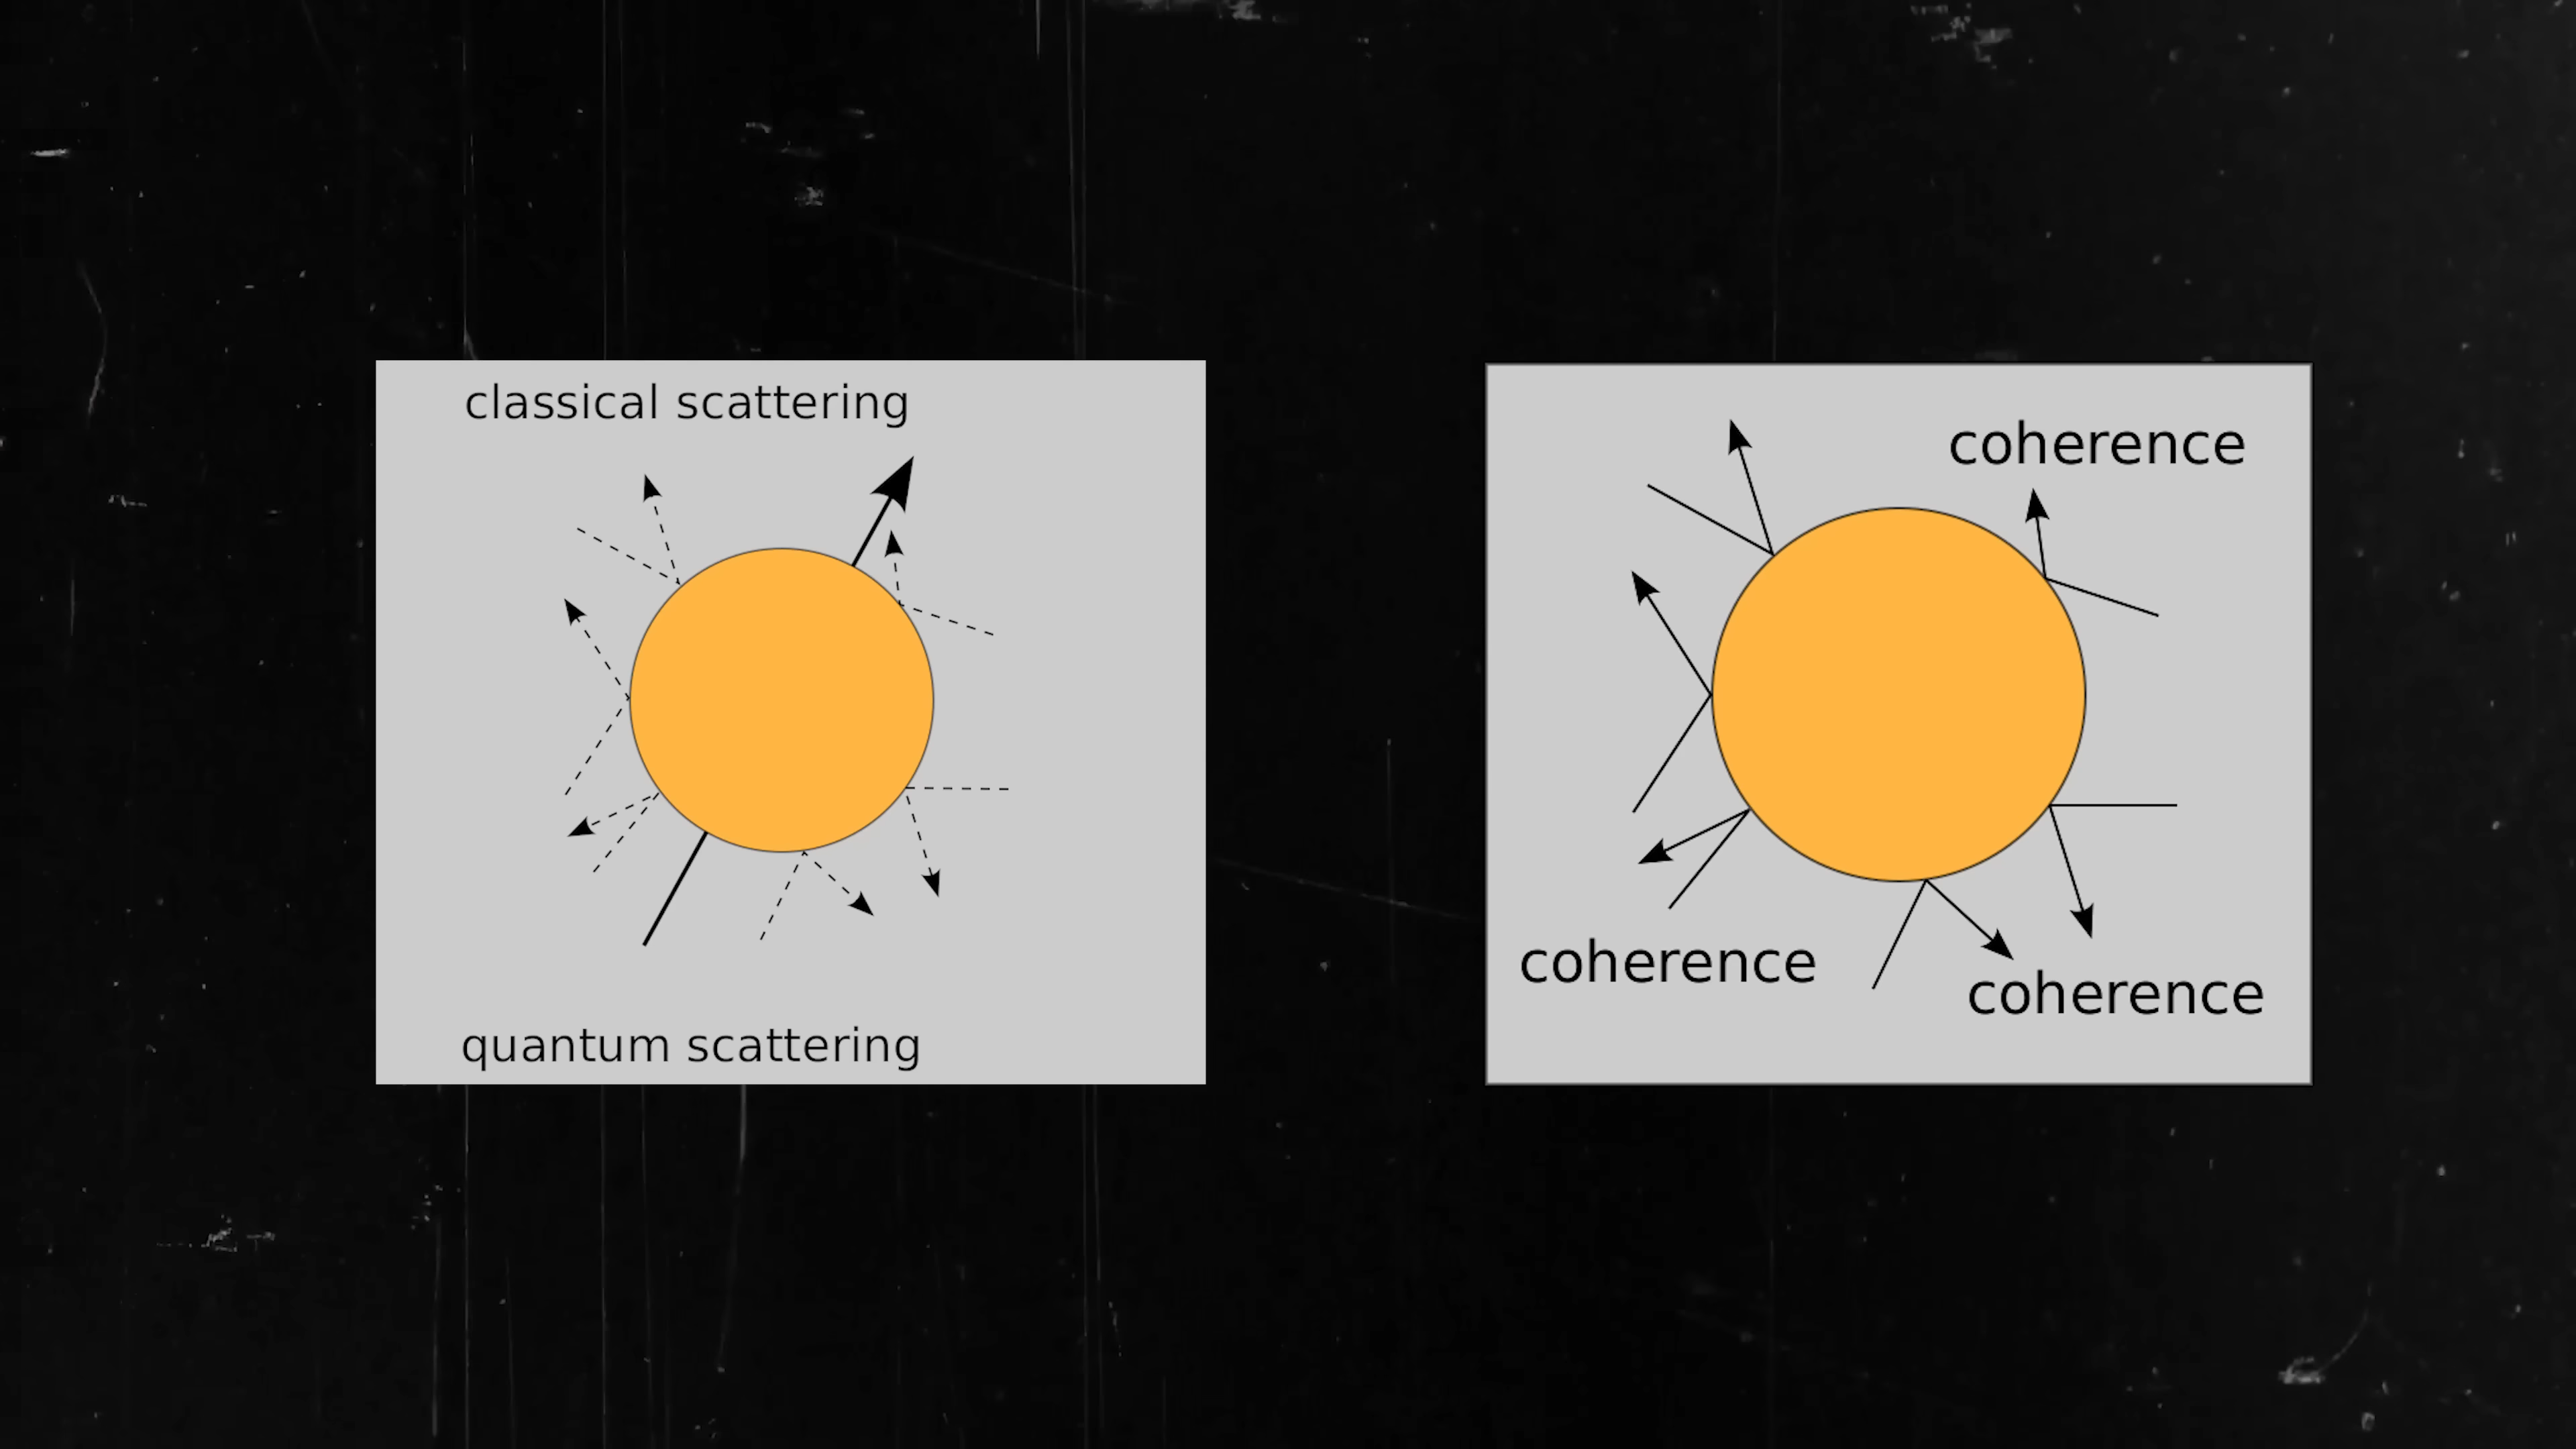 classical scattering
quantum scattering
coherence
coherence
coherence